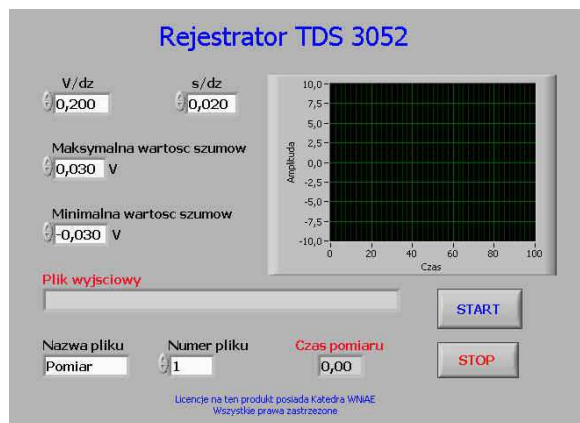 Rejestrator TDS 3052
V/dz s/dz
0,200 0,020
Maksymalna wartosc szumow
0,030 V
Minimalna wartosc szumow
-0,030 V
Amplituda
10,0
7,5
5,0
2,5
0,0
-2,5
-5,0
-7,5
-10,0
0 20 40 60 80 100
Czas
Plik wyjsciowy
START
Nazwa pliku Numer pliku Czas pomiaru
Pomiar 1 0,00
STOP
Licencje na ten produkt posiada Katedra WNiAE
Wszystkie prawa zastrzezone